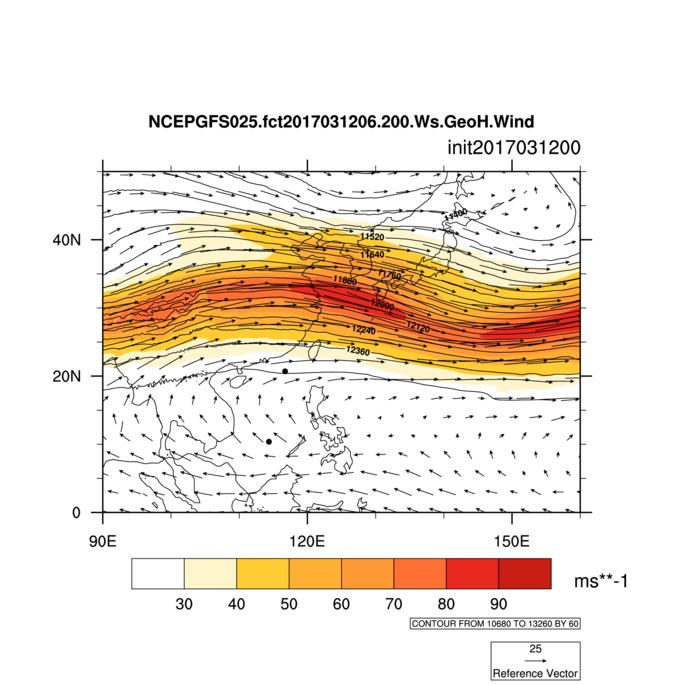 NCEPGFS025.fct2017031206.200.Ws.GeoH.Wind
init2017031200
11400
11520
40N
11640
11760
11880
12000
12120
12240
12360
20N
0
90E 120E 150E
ms**-1
30 40 50 60 70 80 90
CONTOUR FROM 10680 TO 13260 BY 60
25
Reference Vector